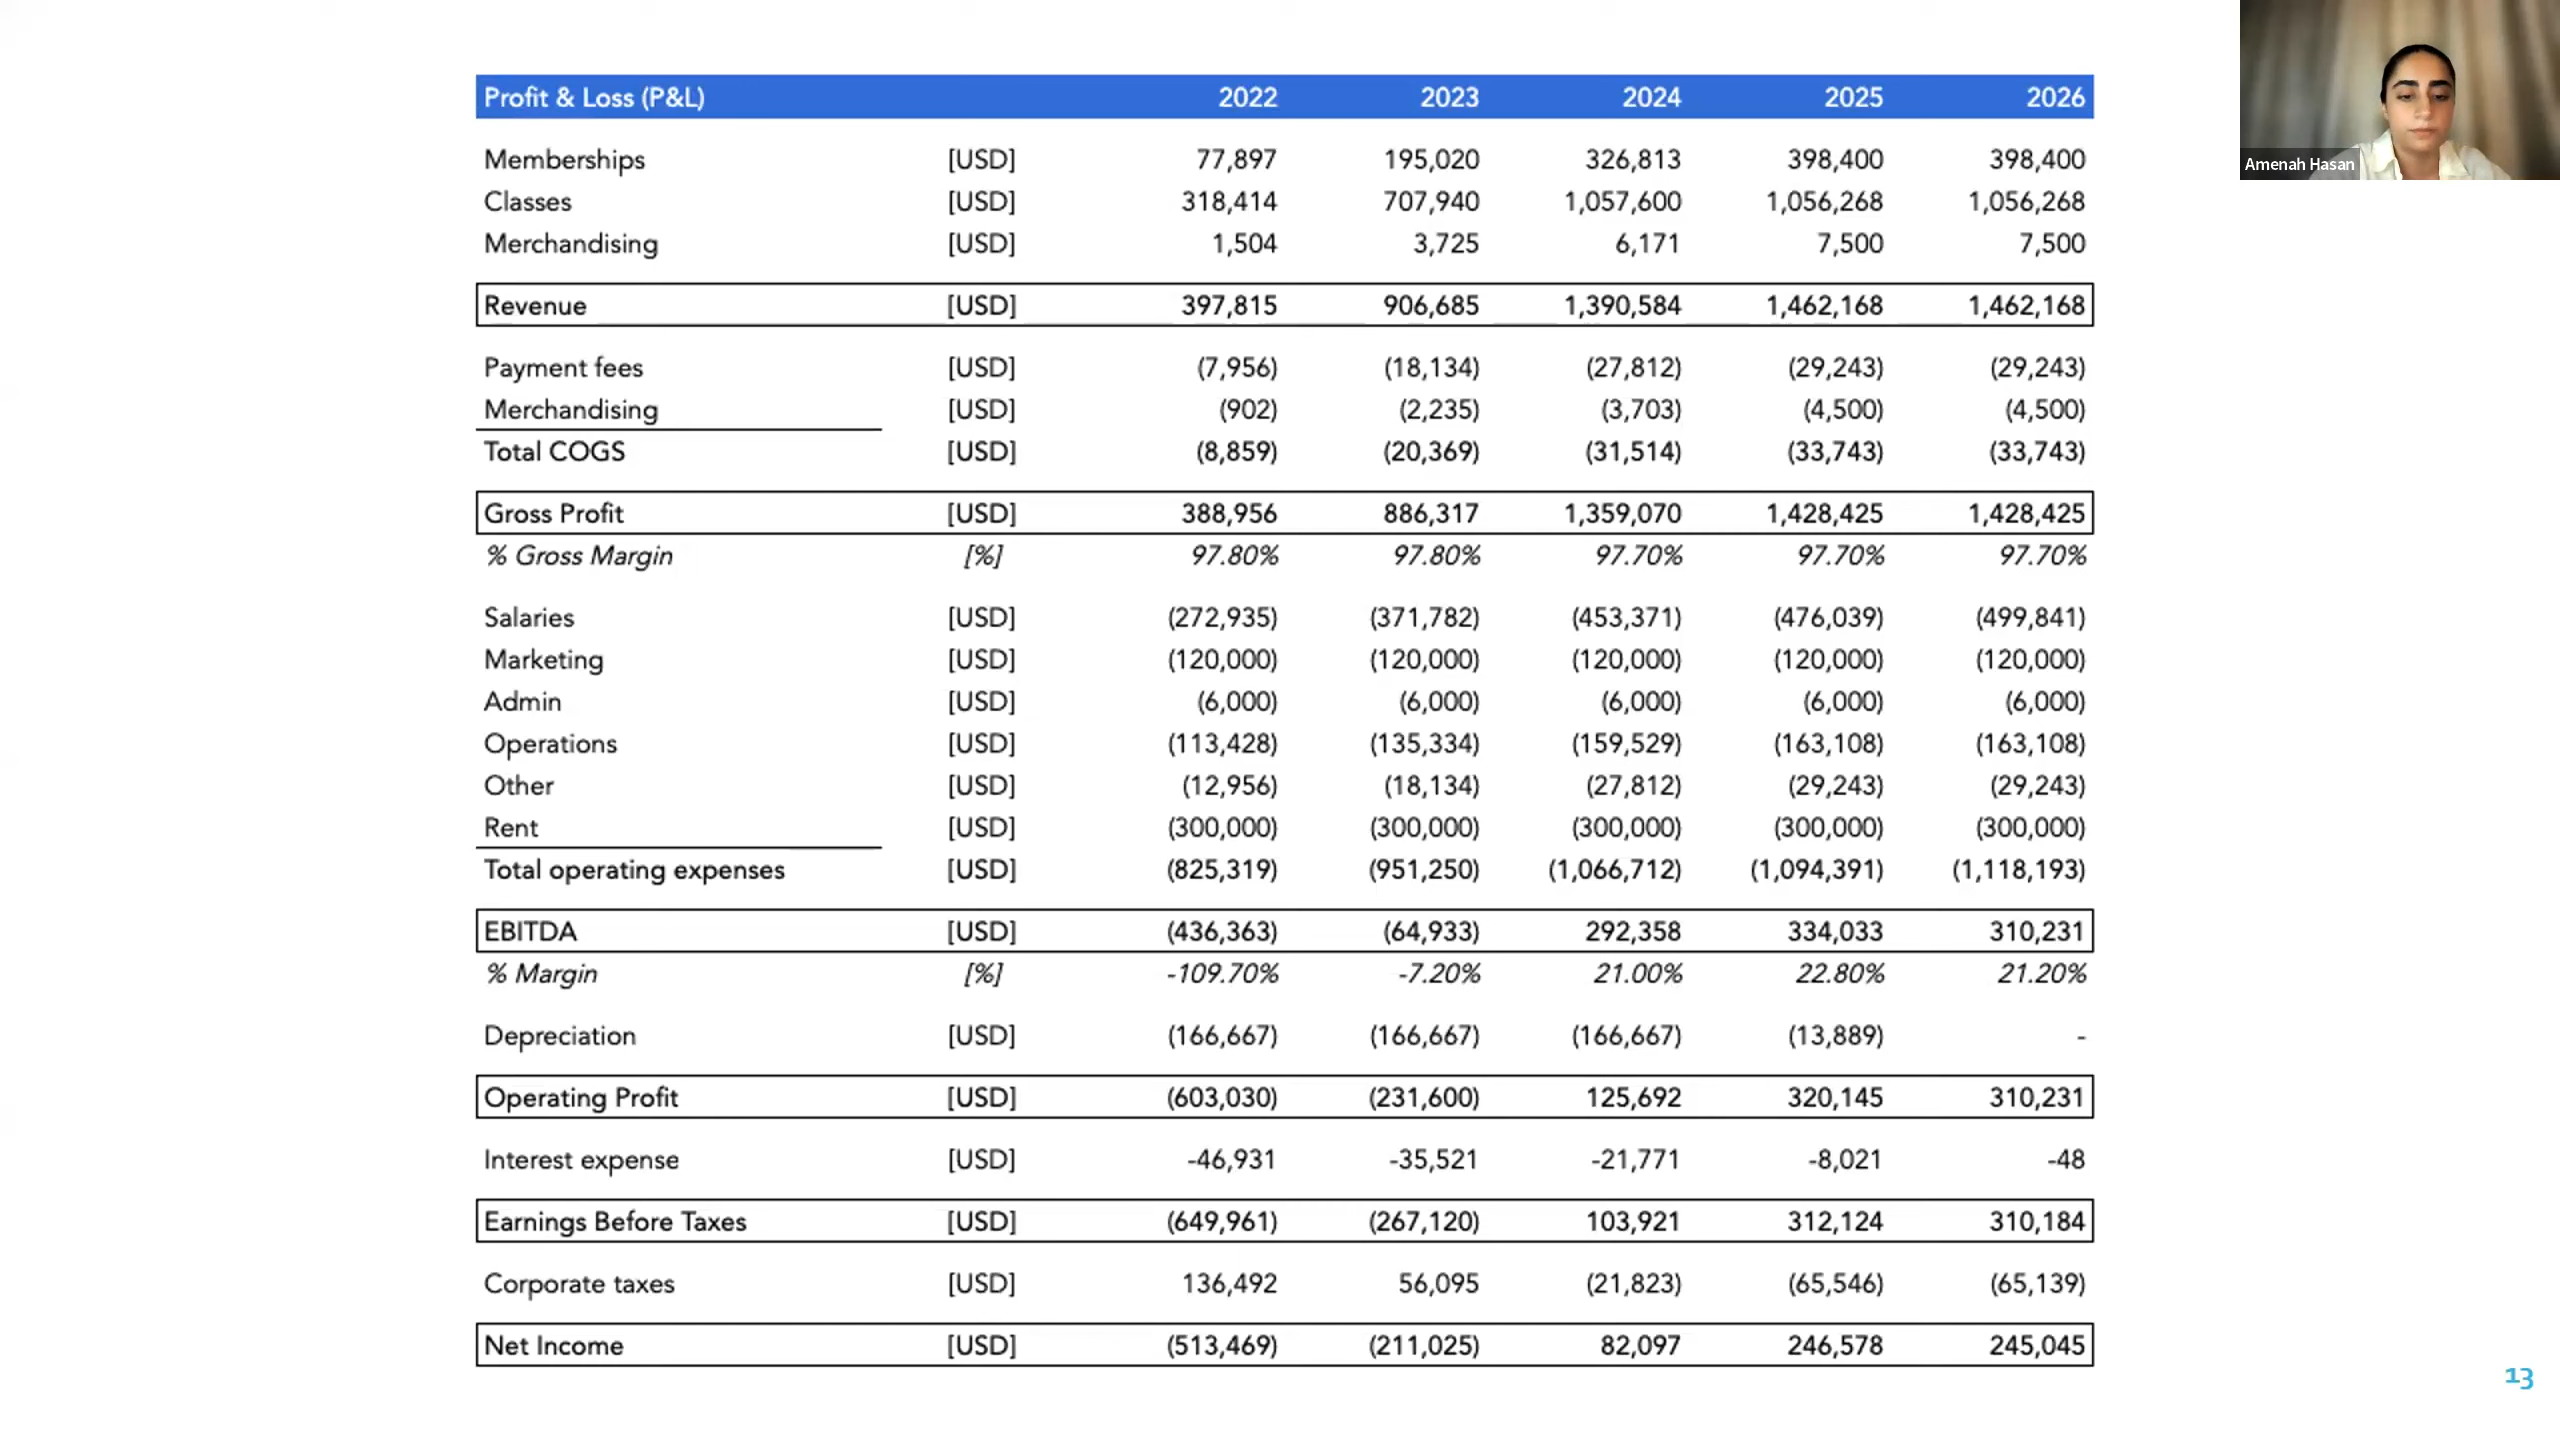 Profit & Loss (P&L) 2022 2023 2024 2025 2026
Memberships [USD] 77,897 195,020 326,813 398,400 398,400
Classes [USD] 318,414 707,940 1,057,600 1,056,268 1,056,268
Merchandising [USD] 1,504 3,725 6,171 7,500 7,500
Revenue [USD] 397,815 906,685 1,390,584 1,462,168 1,462,168
Payment fees [USD] (7,956) (18,134) (27,812) (29,243) (29,243)
Merchandising [USD] (902) (2,235) (3,703) (4,500) (4,500)
Total COGS [USD] (8,859) (20,369) (31,514) (33,743) (33,743)
Gross Profit [USD] 388,956 886,317 1,359,070 1,428,425 1,428,425
% Gross Margin [%] 97.80% 97.80% 97.70% 97.70% 97.70%
Salaries [USD] (272,935) (371,782) (453,371) (476,039) (499,841)
Marketing [USD] (120,000) (120,000) (120,000) (120,000) (120,000)
Admin [USD] (6,000) (6,000) (6,000) (6,000) (6,000)
Operations [USD] (113,428) (135,334) (159,529) (163,108) (163,108)
Other [USD] (12,956) (18,134) (27,812) (29,243) (29,243)
Rent [USD] (300,000) (300,000) (300,000) (300,000) (300,000)
Total operating expenses [USD] (825,319) (951,250) (1,066,712) (1,094,391) (1,118,193)
EBITDA [USD] (436,363) (64,933) 292,358 334,033 310,231
% Margin [%] -109.70% -7.20% 21.00% 22.80% 21.20%
Depreciation [USD] (166,667) (166,667) (166,667) (13,889) -
Operating Profit [USD] (603,030) (231,600) 125,692 320,145 310,231
Interest expense [USD] -46,931 -35,521 -21,771 -8,021 -48
Earnings Before Taxes [USD] (649,961) (267,120) 103,921 312,124 310,184
Corporate taxes [USD] 136,492 56,095 (21,823) (65,546) (65,139)
Net Income [USD] (513,469) (211,025) 82,097 246,578 245,045
Amenah Hasan
13